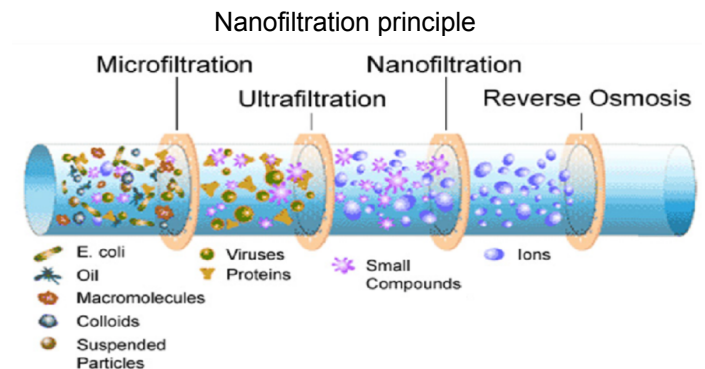 Nanofiltration principle
Microfiltration
Nanofiltration
Ultrafiltration
Reverse Osmosis
E. coli
Oil
Macromolecules
Colloids
Suspended
Particles
Viruses
Proteins
Small
Compounds
Ions